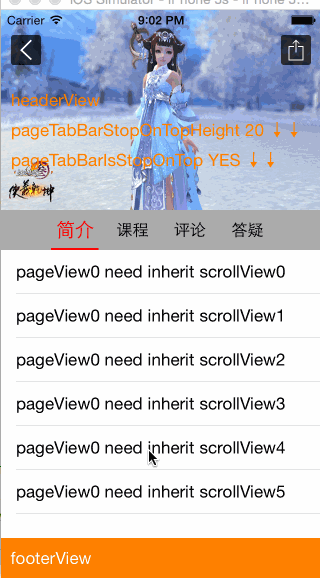 iOS Simulator - iPhone 5s - iPhone 5s...
Carrier 9:02 PM
headerView
pageTabBarStopOnTopHeight 20 ↓ ↓
pageTabBarIsStopOnTop YES ↓ ↓
简介 课程 评论 答疑
pageView0 need inherit scrollView0
pageView0 need inherit scrollView1
pageView0 need inherit scrollView2
pageView0 need inherit scrollView3
pageView0 need inherit scrollView4
pageView0 need inherit scrollView5
footerView